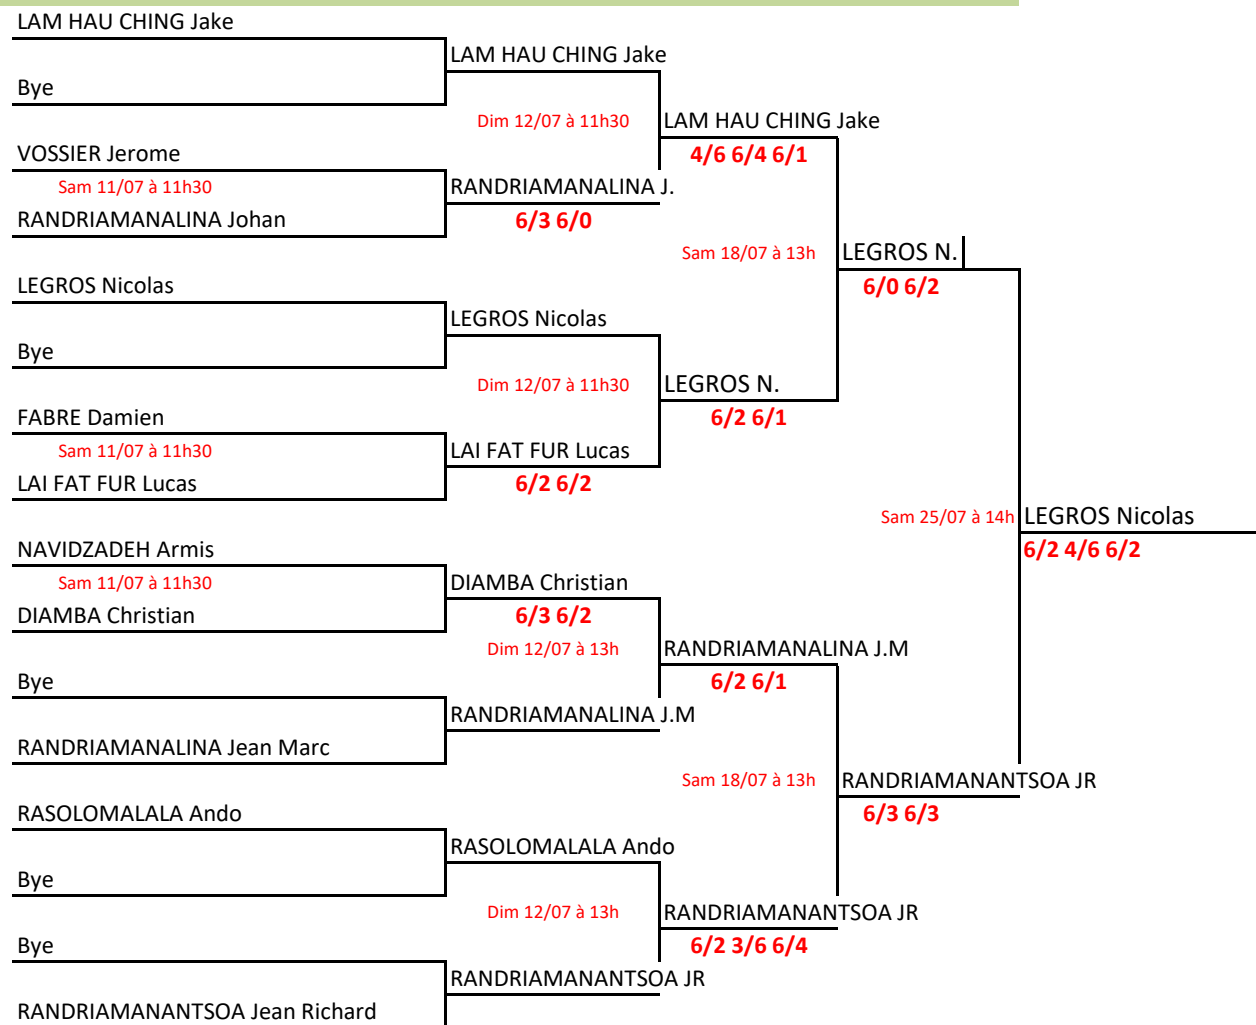 LAM HAU CHING Jake
LAM HAU CHING Jake
Bye
Dim 12/07 à 11h30
LAM HAU CHING Jake
4/6 6/4 6/1
VOSSIER Jerome
Sam 11/07 à 11h30
RANDRIAMANALINA J.
RANDRIAMANALINA Johan
6/3 6/0
Sam 18/07 à 13h
LEGROS N.
6/0 6/2
LEGROS Nicolas
LEGROS Nicolas
Bye
Dim 12/07 à 11h30
LEGROS N.
6/2 6/1
FABRE Damien
Sam 11/07 à 11h30
LAI FAT FUR Lucas
LAI FAT FUR Lucas
6/2 6/2
Sam 25/07 à 14h
LEGROS Nicolas
6/2 4/6 6/2
NAVIDZADEH Armis
Sam 11/07 à 11h30
DIAMBA Christian
DIAMBA Christian
6/3 6/2
Dim 12/07 à 13h
RANDRIAMANALINA J.M
6/2 6/1
Bye
RANDRIAMANALINA J.M
RANDRIAMANALINA Jean Marc
Sam 18/07 à 13h
RANDRIAMANANTSOA JR
6/3 6/3
RASOLOMALALA Ando
RASOLOMALALA Ando
Bye
Dim 12/07 à 13h
RANDRIAMANANTSOA JR
6/2 3/6 6/4
Bye
RANDRIAMANANTSOA JR
RANDRIAMANANTSOA Jean Richard